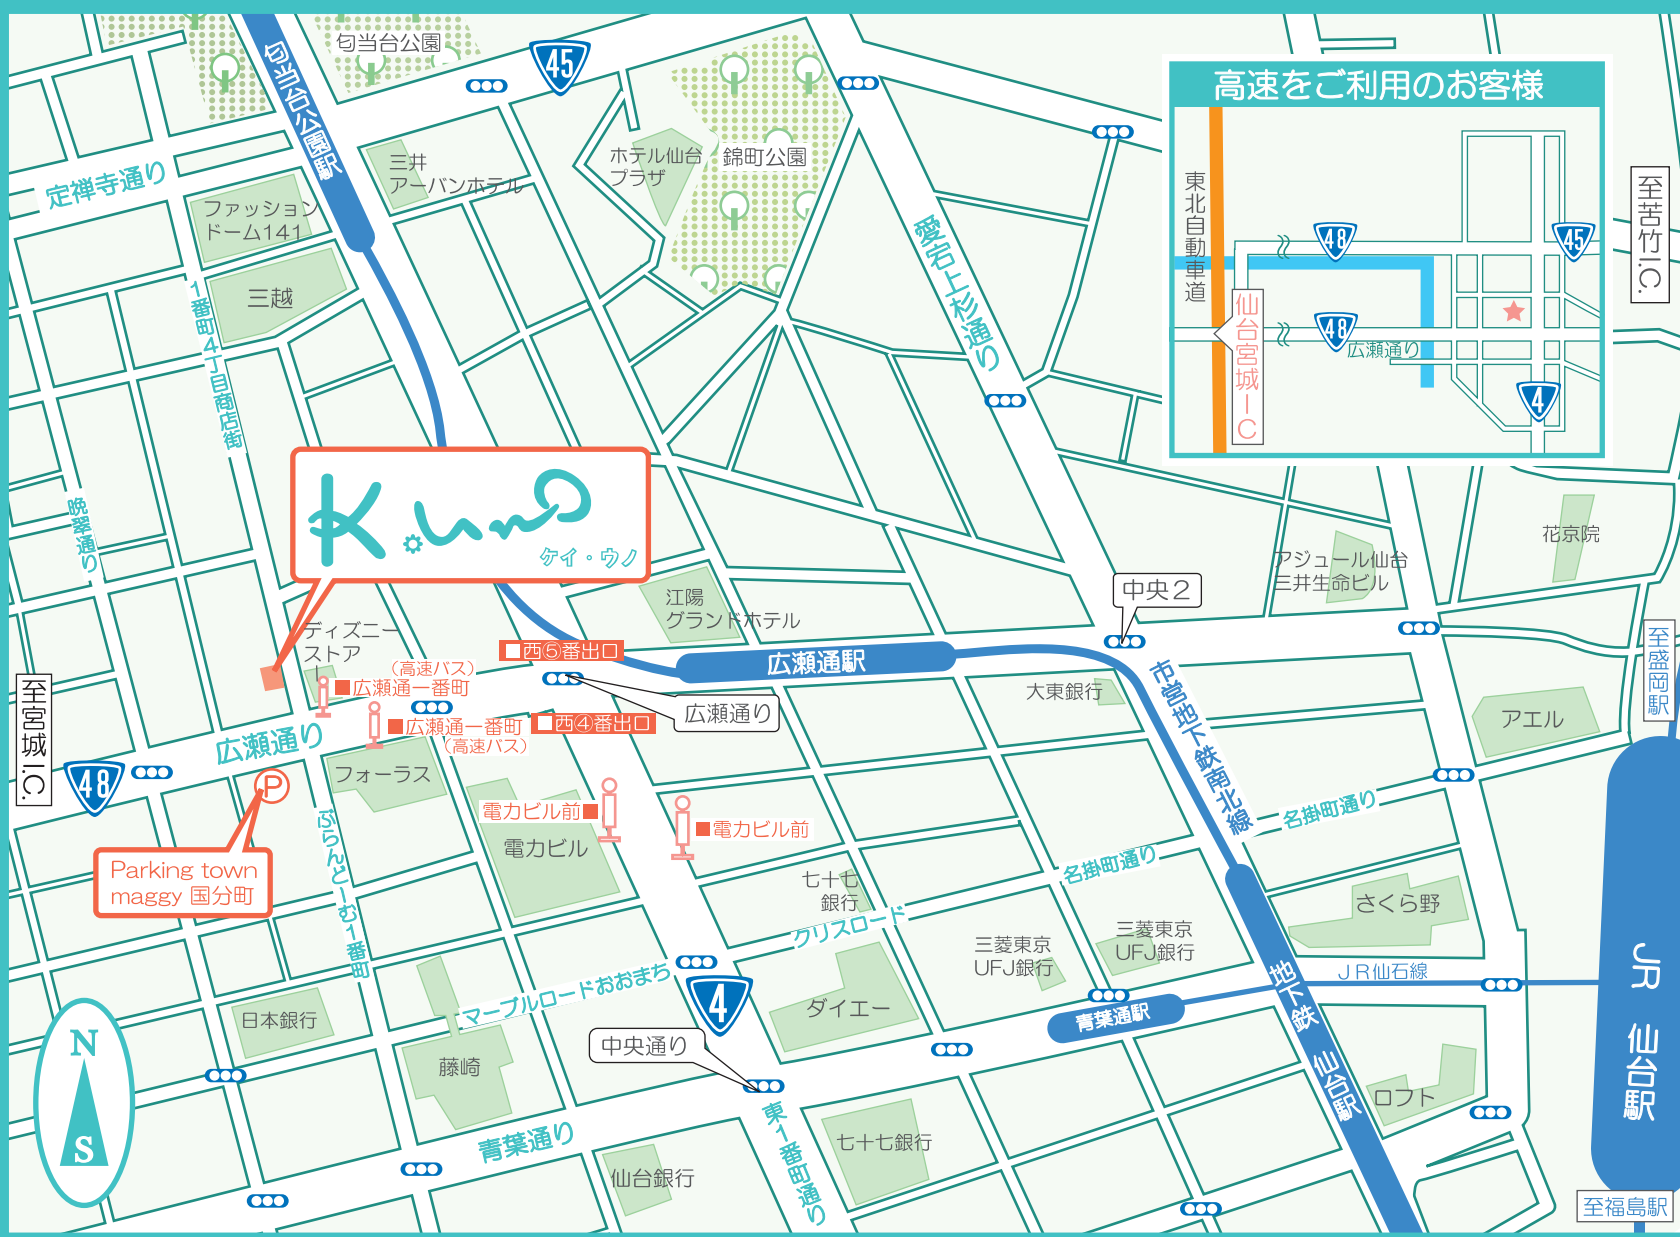 匂当台公園駅
匂当台公園
45
高速をご利用のお客様
定禅寺通り
三井
アーバンホテル
ホテル仙台
プラザ
錦町公園
東北自動車道
48
45
至苦竹I.C.
ファッション
ドーム141
三越
愛宕上杉通り
1番町4丁目商店街
仙台宮城IC
48
広瀬通り
4
晩翠通り
K.uno
ケイ・ウノ
花京院
アジュール仙台
三井生命ビル
中央2
江陽
グランドホテル
ディズニー
ストア
西⑤番出口
広瀬通駅
至盛岡駅
(高速バス)
広瀬通一番町
大東銀行
市営地下鉄南北線
アエル
至宮城I.C.
広瀬通一番町
(高速バス)
西④番出口
広瀬通り
広瀬通り
48
P
フォーラス
電力ビル前
電力ビル前
電力ビル
名掛町通り
名掛町通り
Parking town
maggy 国分町
ぶらんどーむ1番町
七十七
銀行
さくら野
クリスロード
三菱東京
UFJ銀行
三菱東京
UFJ銀行
JR 仙台駅
マーブルロードおおまち
4
ダイエー
地下鉄 仙台駅
JR仙石線
日本銀行
青葉通駅
N
S
藤崎
中央通り
ロフト
青葉通り
東1番町通り
七十七銀行
仙台銀行
至福島駅